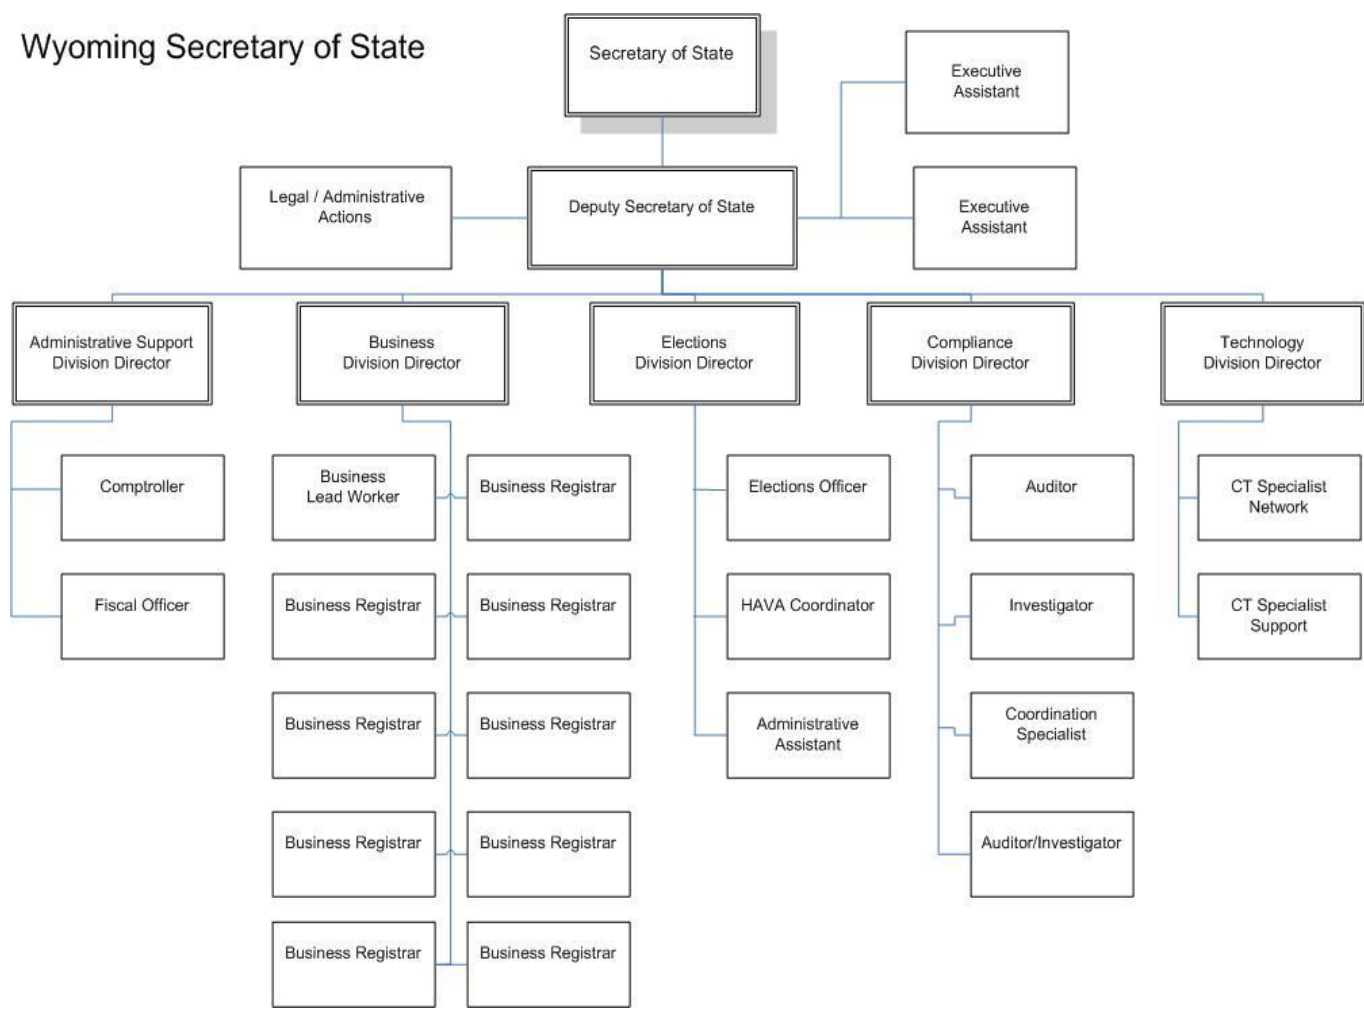 Wyoming Secretary of State
Secretary of State
Executive
Assistant
Legal / Administrative
Actions
Deputy Secretary of State
Executive
Assistant
Administrative Support
Division Director
Business
Division Director
Elections
Division Director
Compliance
Division Director
Technology
Division Director
Comptroller
Business
Lead Worker
Business Registrar
Elections Officer
Auditor
CT Specialist
Network
Fiscal Officer
Business Registrar
Business Registrar
HAVA Coordinator
Investigator
CT Specialist
Support
Business Registrar
Business Registrar
Administrative
Assistant
Coordination
Specialist
Business Registrar
Business Registrar
Auditor/Investigator
Business Registrar
Business Registrar